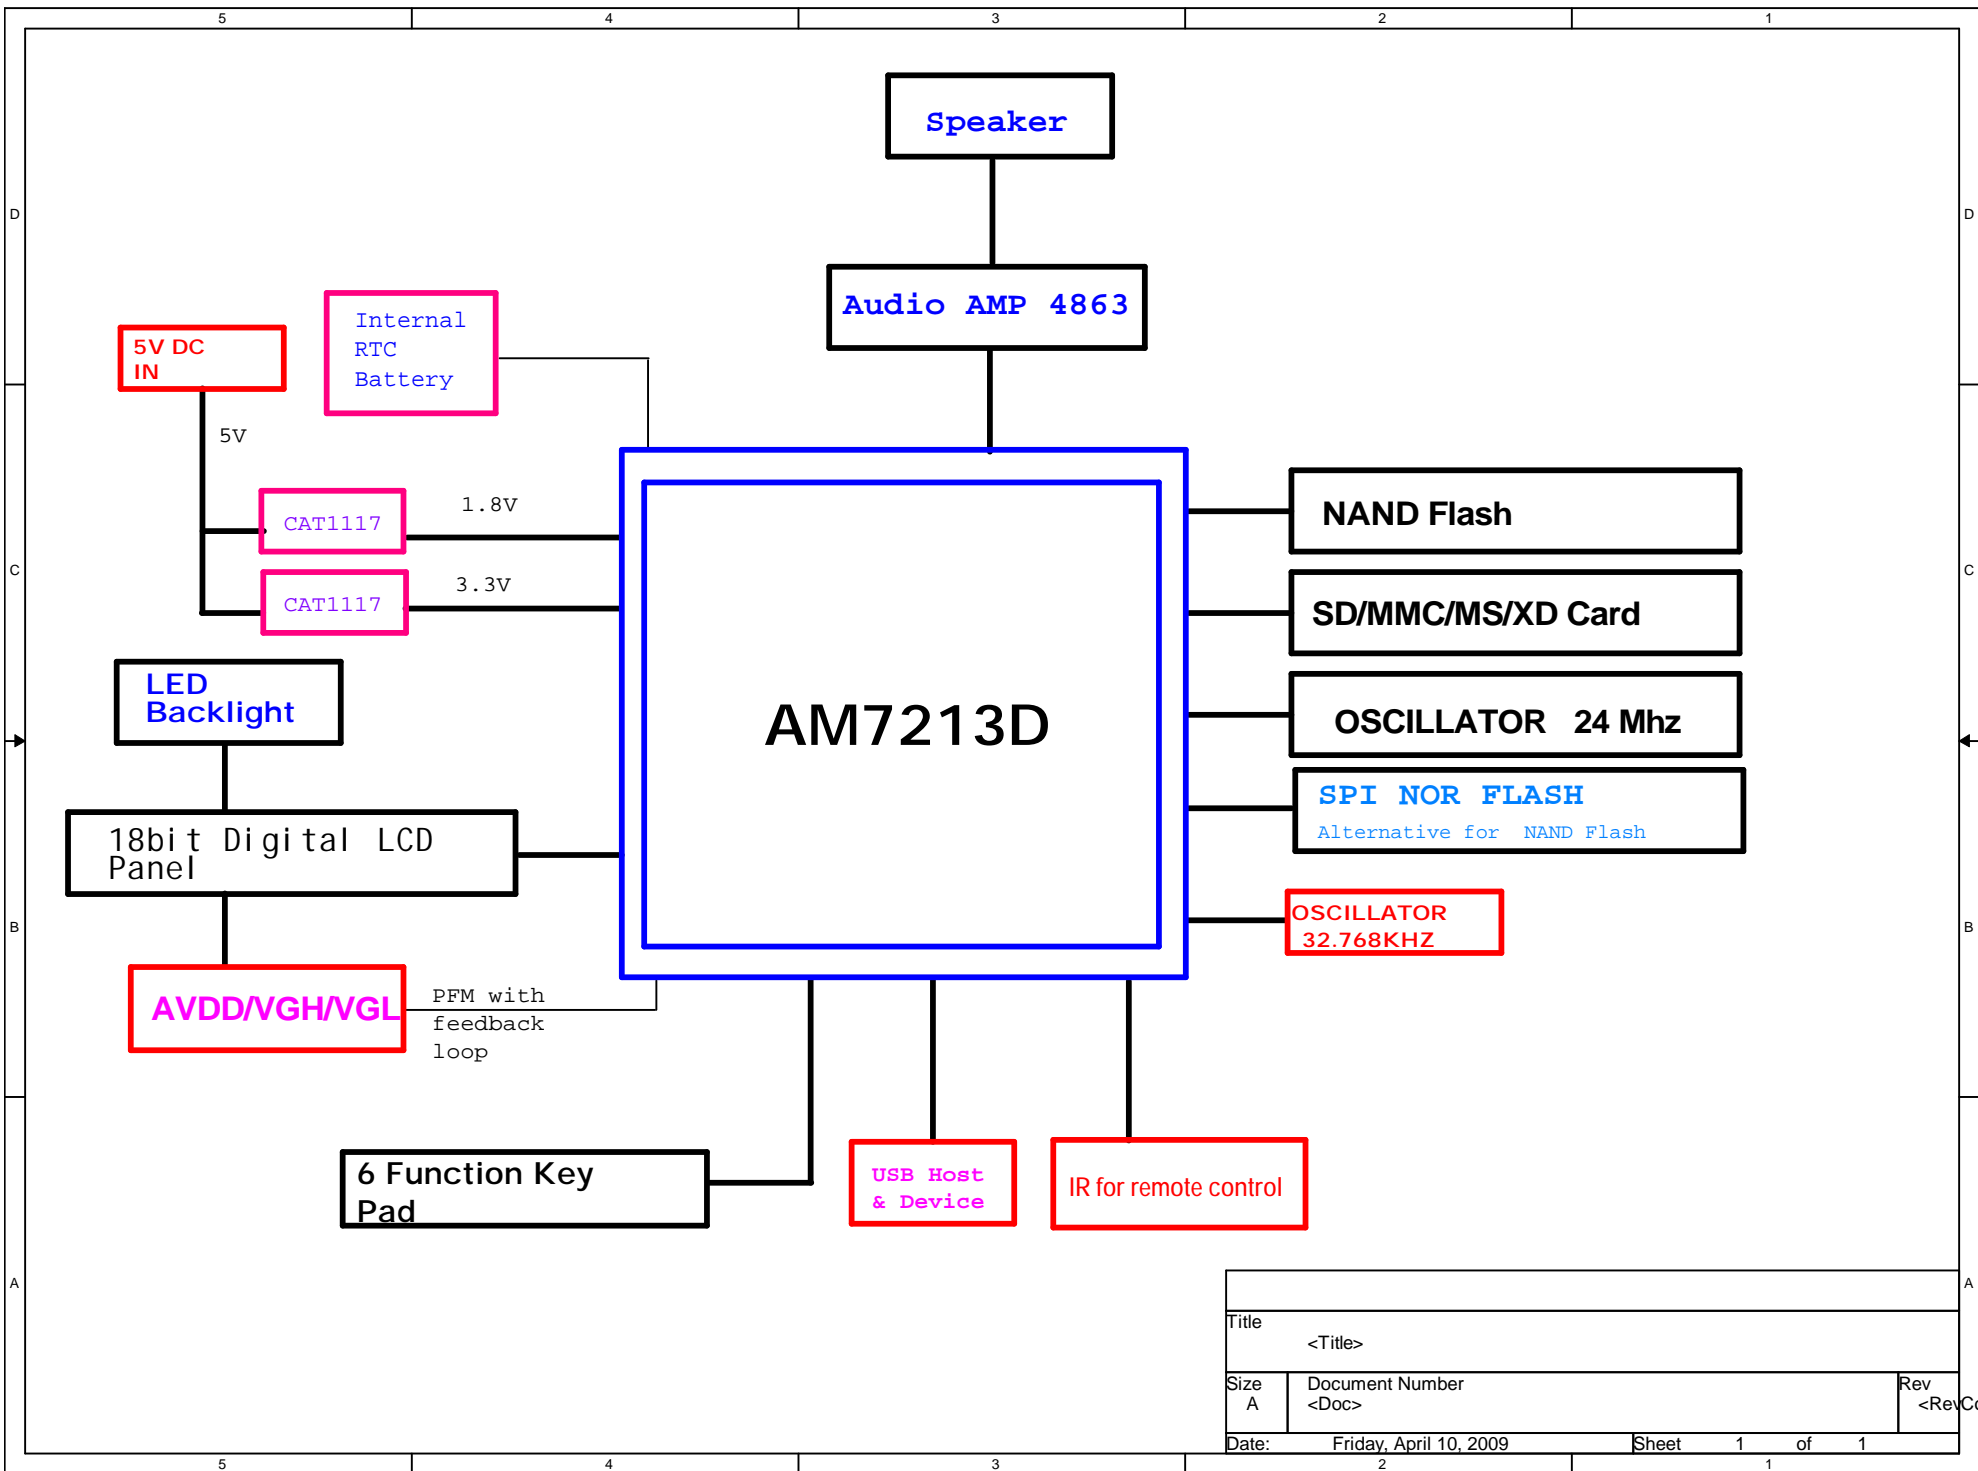 5 4 3 2 1
Speaker
D D
Audio AMP 4863
Internal
RTC
Battery
5V DC
IN
5V
CAT1117
1.8V
CAT1117
3.3V
NAND Flash
C C
SD/MMC/MS/XD Card
LED
Backlight
AM7213D
OSCILLATOR 24 Mhz
SPI NOR FLASH
Alternative for NAND Flash
18bit Digital LCD
Panel
OSCILLATOR
32.768KHZ
B B
AVDD/VGH/VGL
PFM with
feedback
loop
6 Function Key
Pad
USB Host
& Device
IR for remote control
A A
Title
<Title>
Size
A
Document Number
<Doc>
Rev
<RevCo
Date: Friday, April 10, 2009 Sheet 1 of 1
5 4 3 2 1